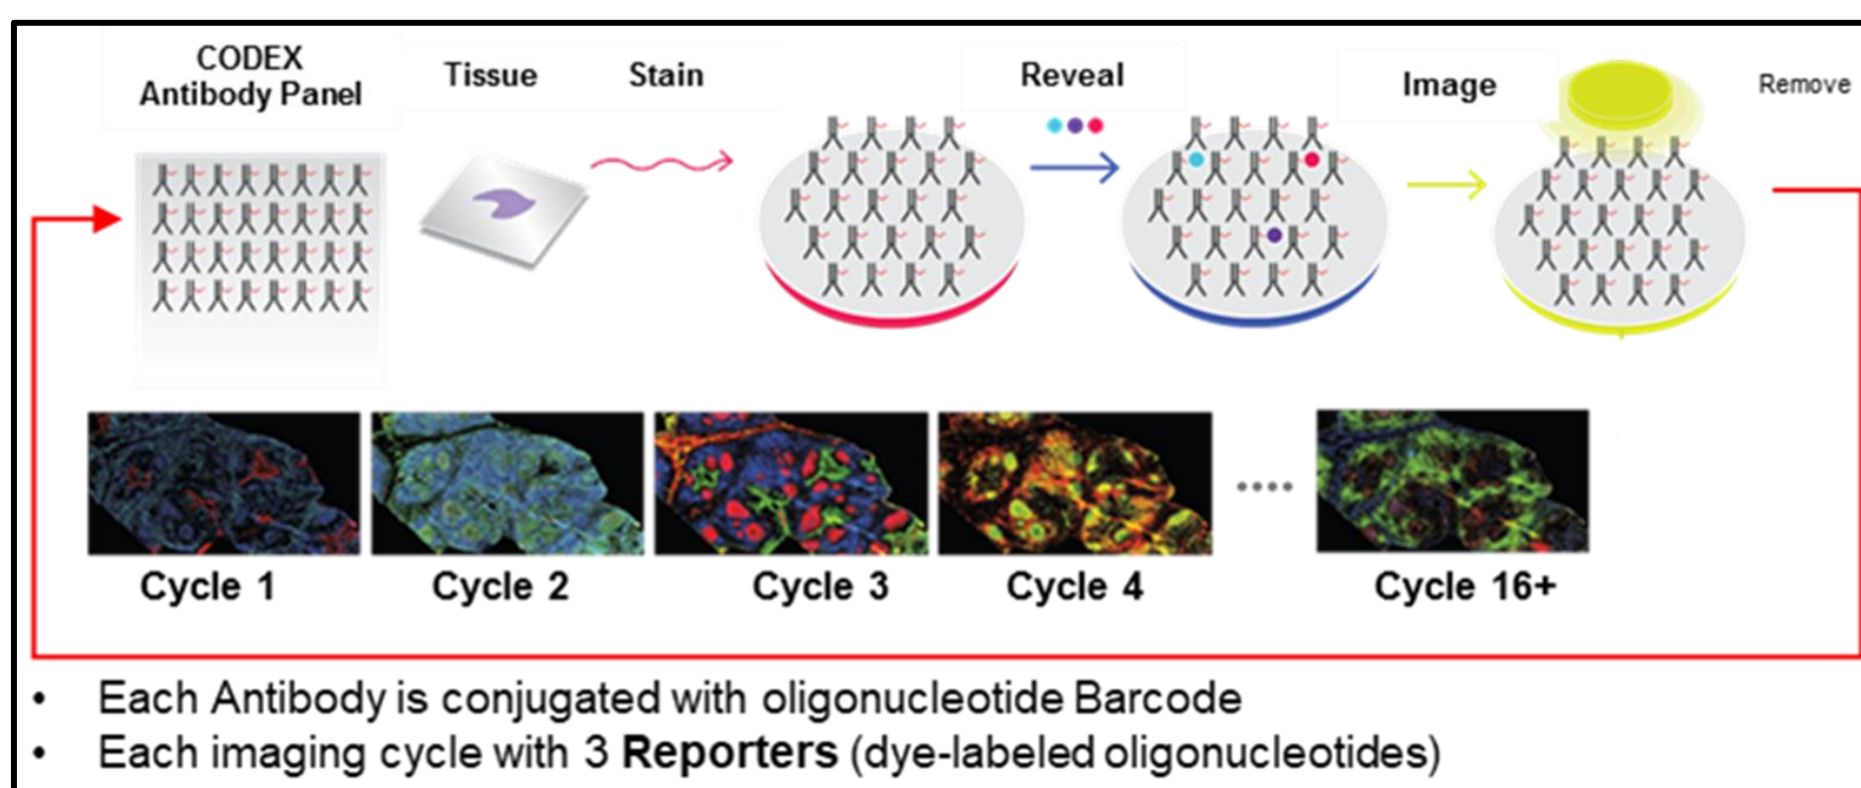 CODEX
Antibody Panel
Tissue
Stain
Reveal
Image
Remove
Cycle 1
Cycle 2
Cycle 3
Cycle 4
Cycle 16+
• Each Antibody is conjugated with oligonucleotide Barcode
• Each imaging cycle with 3 Reporters (dye-labeled oligonucleotides)